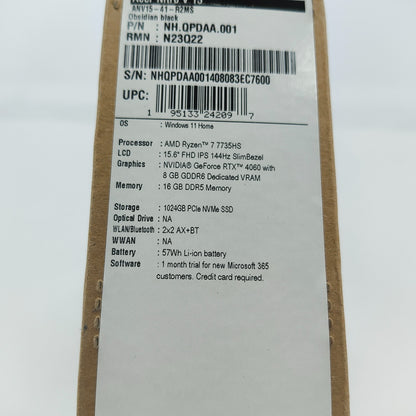 Acer Nitro V 15
ANV15-41-R2MS
Obsidian black
P/N : NH.QPDAA.001
RMN : N23Q22
S/N: NHQPDAA001408083EC7600
UPC:
1 95133 24209 7
OS : Windows 11 Home
Processor : AMD Ryzen™ 7 7735HS
LCD : 15.6" FHD IPS 144Hz SlimBezel
Graphics : NVIDIA® GeForce RTX™ 4060 with
8 GB GDDR6 Dedicated VRAM
Memory : 16 GB DDR5 Memory
Storage : 1024GB PCIe NVMe SSD
Optical Drive : NA
WLAN/Bluetooth : 2x2 AX+BT
WWAN : NA
Battery : 57Wh Li-ion battery
Software : 1 month trial for new Microsoft 365
customers. Credit card required.